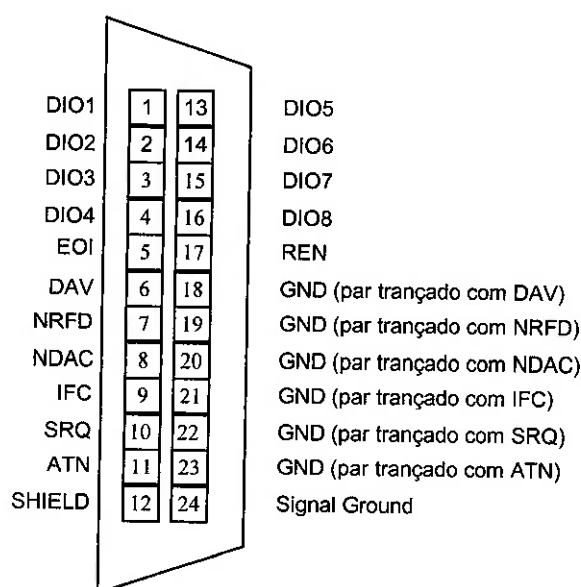 DIO1 1 13 DIO5
DIO2 2 14 DIO6
DIO3 3 15 DIO7
DIO4 4 16 DIO8
EOI 5 17 REN
DAV 6 18 GND (par trançado com DAV)
NRFD 7 19 GND (par trançado com NRFD)
NDAC 8 20 GND (par trançado com NDAC)
IFC 9 21 GND (par trançado com IFC)
SRQ 10 22 GND (par trançado com SRQ)
ATN 11 23 GND (par trançado com ATN)
SHIELD 12 24 Signal Ground